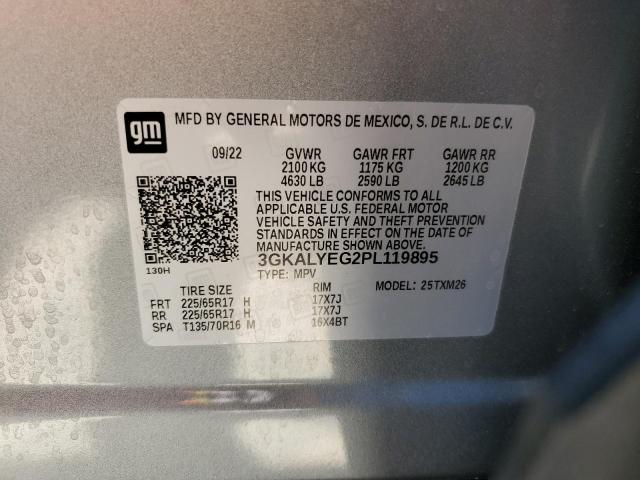 gm
MFD BY GENERAL MOTORS DE MEXICO, S. DE R.L. DE C.V.
09/22 GVWR GAWR FRT GAWR RR
2100 KG 1175 KG 1200 KG
4630 LB 2590 LB 2645 LB
THIS VEHICLE CONFORMS TO ALL
APPLICABLE U.S. FEDERAL MOTOR
VEHICLE SAFETY AND THEFT PREVENTION
STANDARDS IN EFFECT ON THE DATE OF
MANUFACTURE SHOWN ABOVE.
3GKALYEG2PL119895
130H
TYPE: MPV MODEL: 25TXM26
TIRE SIZE RIM
FRT 225/65R17 H 17X7J
RR 225/65R17 H 17X7J
SPA T135/70R16 M 16X4BT